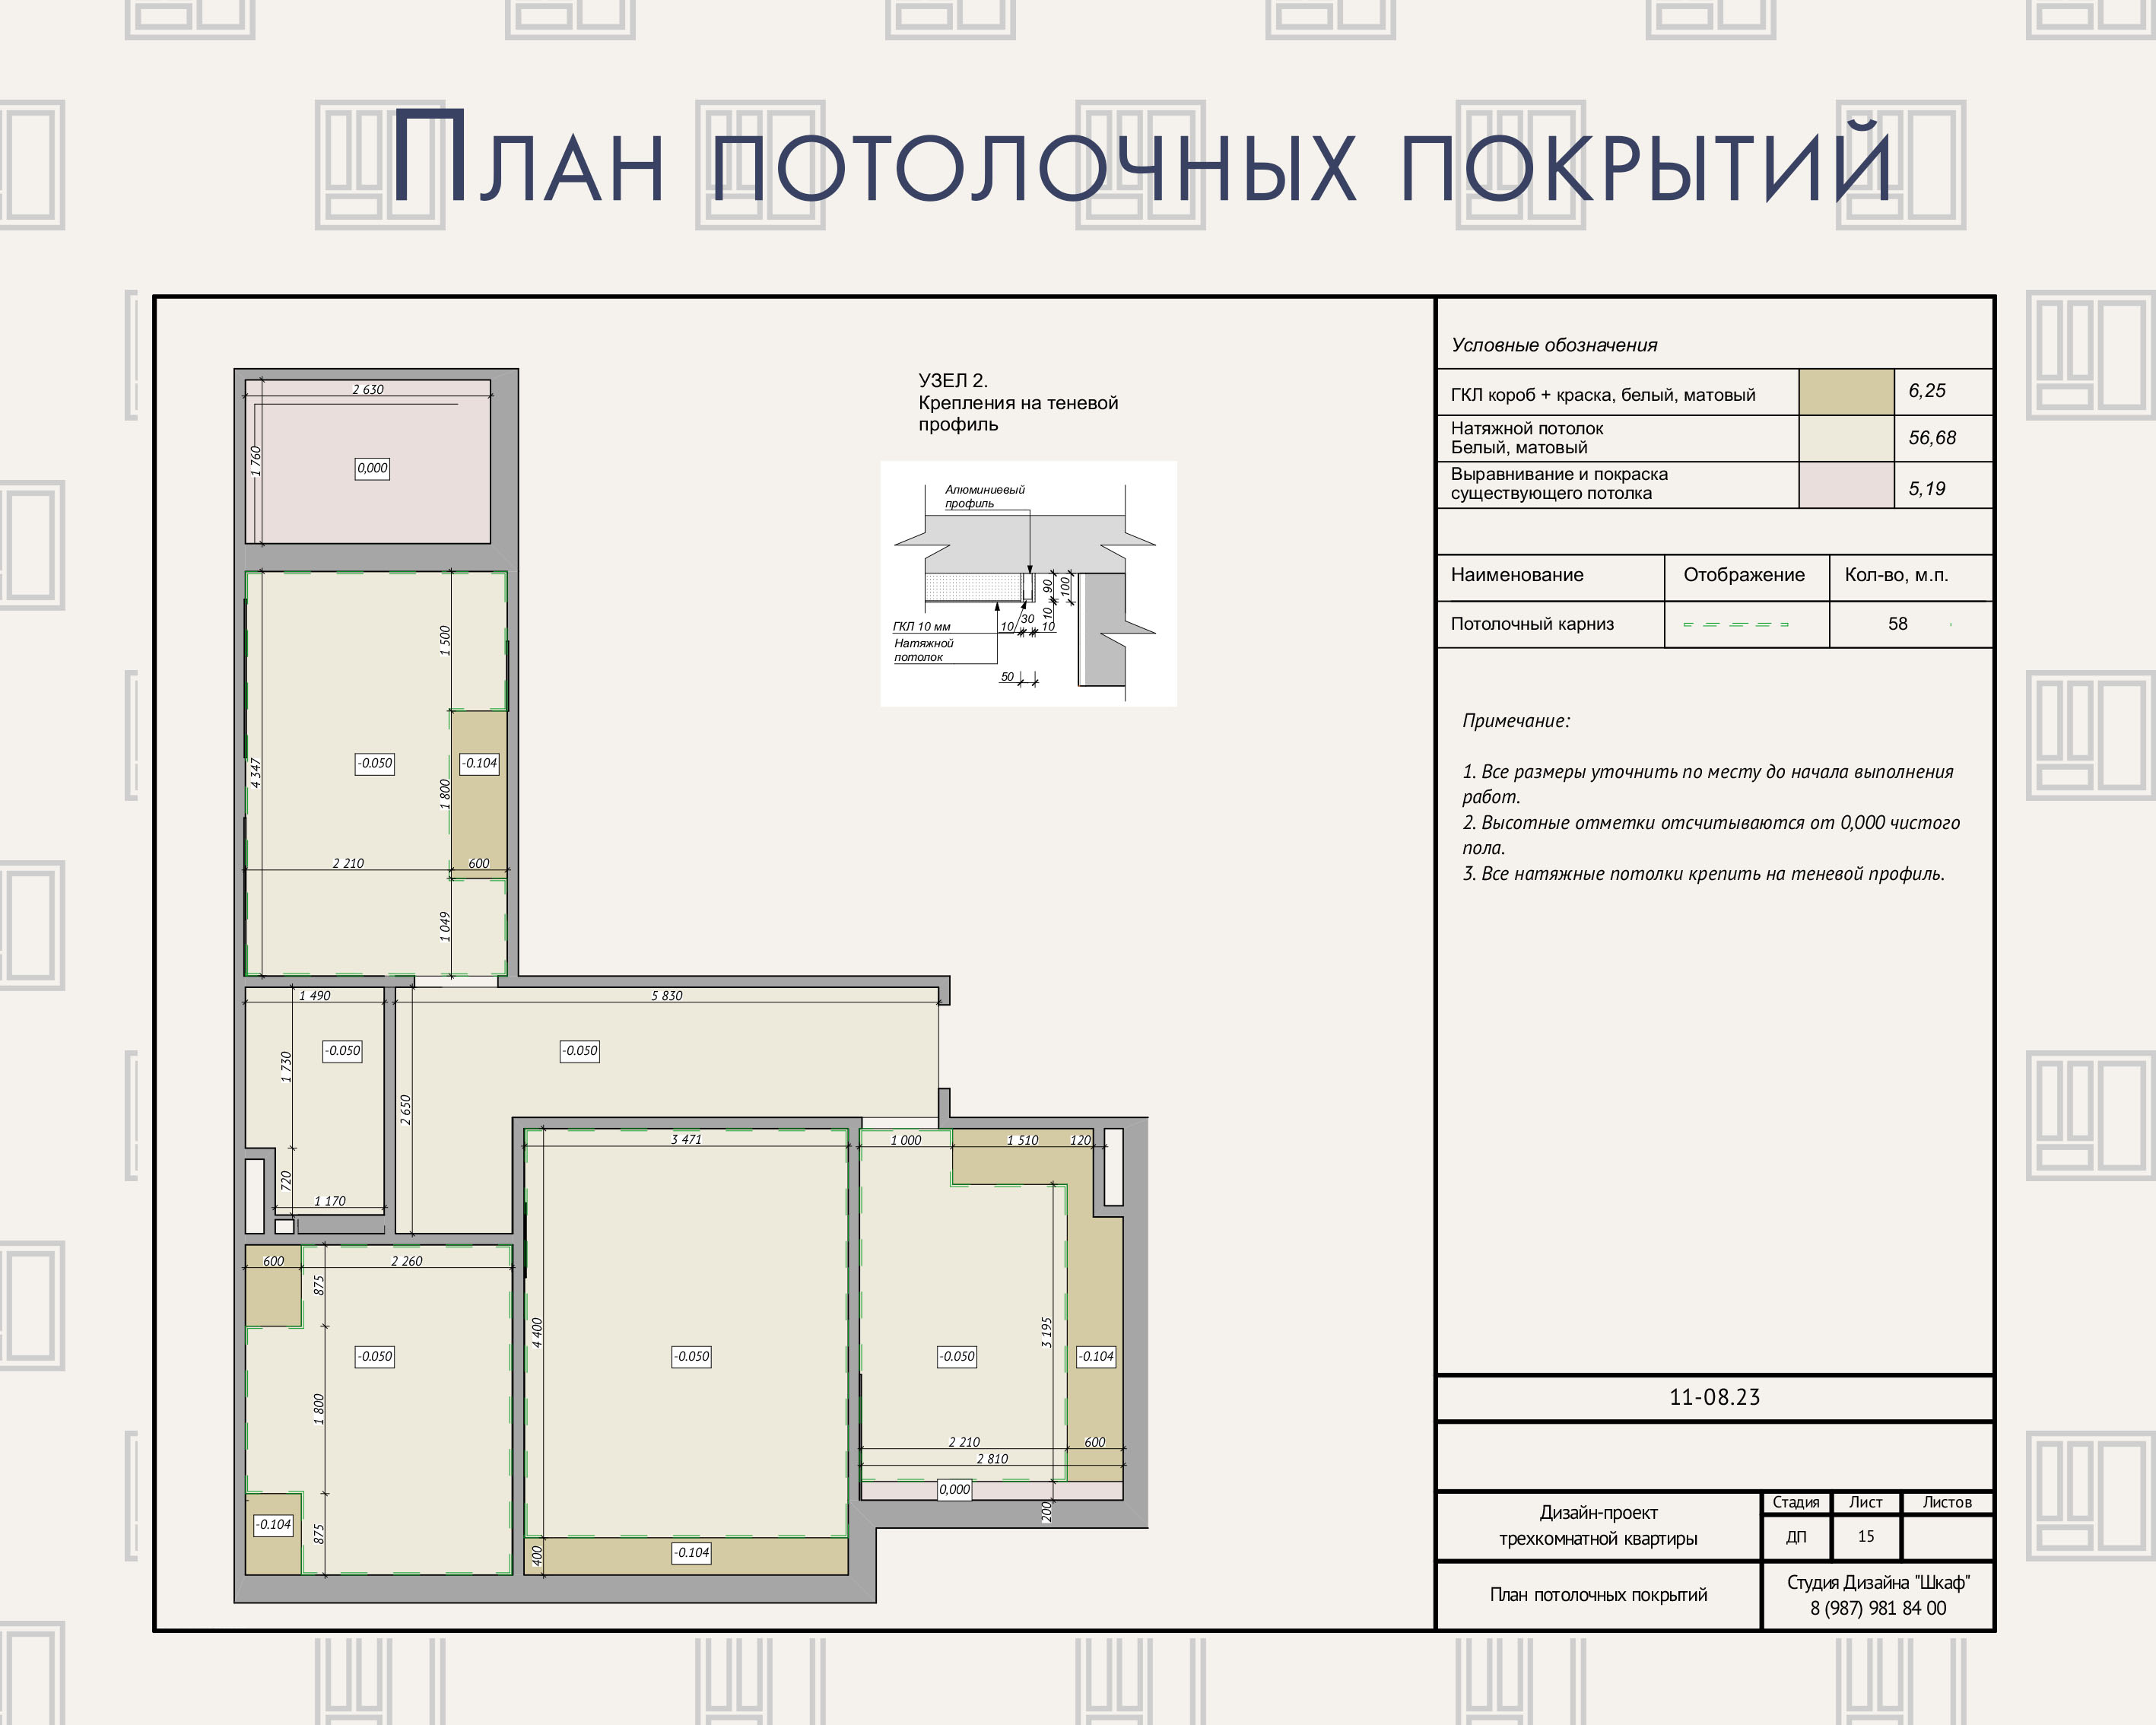 План потолочных покрытий
2 630
1 760
0,000
1 500
4 347
-0.050
-0.104
1 800
2 210
600
1 049
1 490
5 830
-0.050
-0.050
1 730
2 650
720
1 170
3 471
1 000
1 510
120
600
2 260
875
4 400
3 195
-0.050
-0.050
-0.050
-0.104
1 800
2 210
600
2 810
0,000
200
-0.104
875
400
-0.104
УЗЕЛ 2.
Крепления на теневой
профиль
Алюминиевый
профиль
90
100
10
30
10
10
ГКЛ 10 мм
Натяжной
потолок
50
Условные обозначения
ГКЛ короб + краска, белый, матовый
6,25
Натяжной потолок
Белый, матовый
56,68
Выравнивание и покраска
существующего потолка
5,19
Наименование
Отображение
Кол-во, м.п.
Потолочный карниз
58
Примечание:
1. Все размеры уточнить по месту до начала выполнения
работ.
2. Высотные отметки отсчитываются от 0,000 чистого
пола.
3. Все натяжные потолки крепить на теневой профиль.
11-08.23
Дизайн-проект
трехкомнатной квартиры
Стадия
Лист
Листов
ДП
15
План потолочных покрытий
Студия Дизайна "Шкаф"
8 (987) 981 84 00